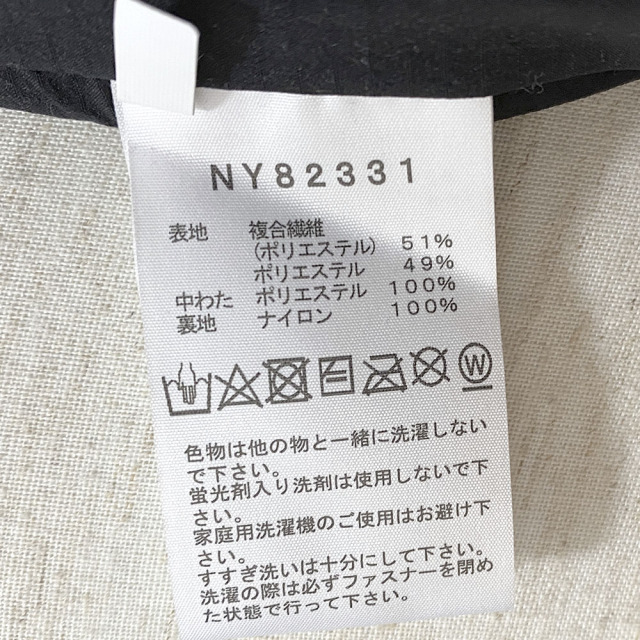 NY82331
表地 複合繊維
(ポリエステル) 51%
ポリエステル 49%
中わた ポリエステル 100%
裏地 ナイロン 100%
W
色物は他の物と一緒に洗濯しない
で下さい。
蛍光剤入り洗剤は使用しないで下
さい。
家庭用洗濯機のご使用はお避け下
さい。
すすぎ洗いは十分にして下さい。
洗濯の際は必ずファスナーを閉め
た状態で行って下さい。